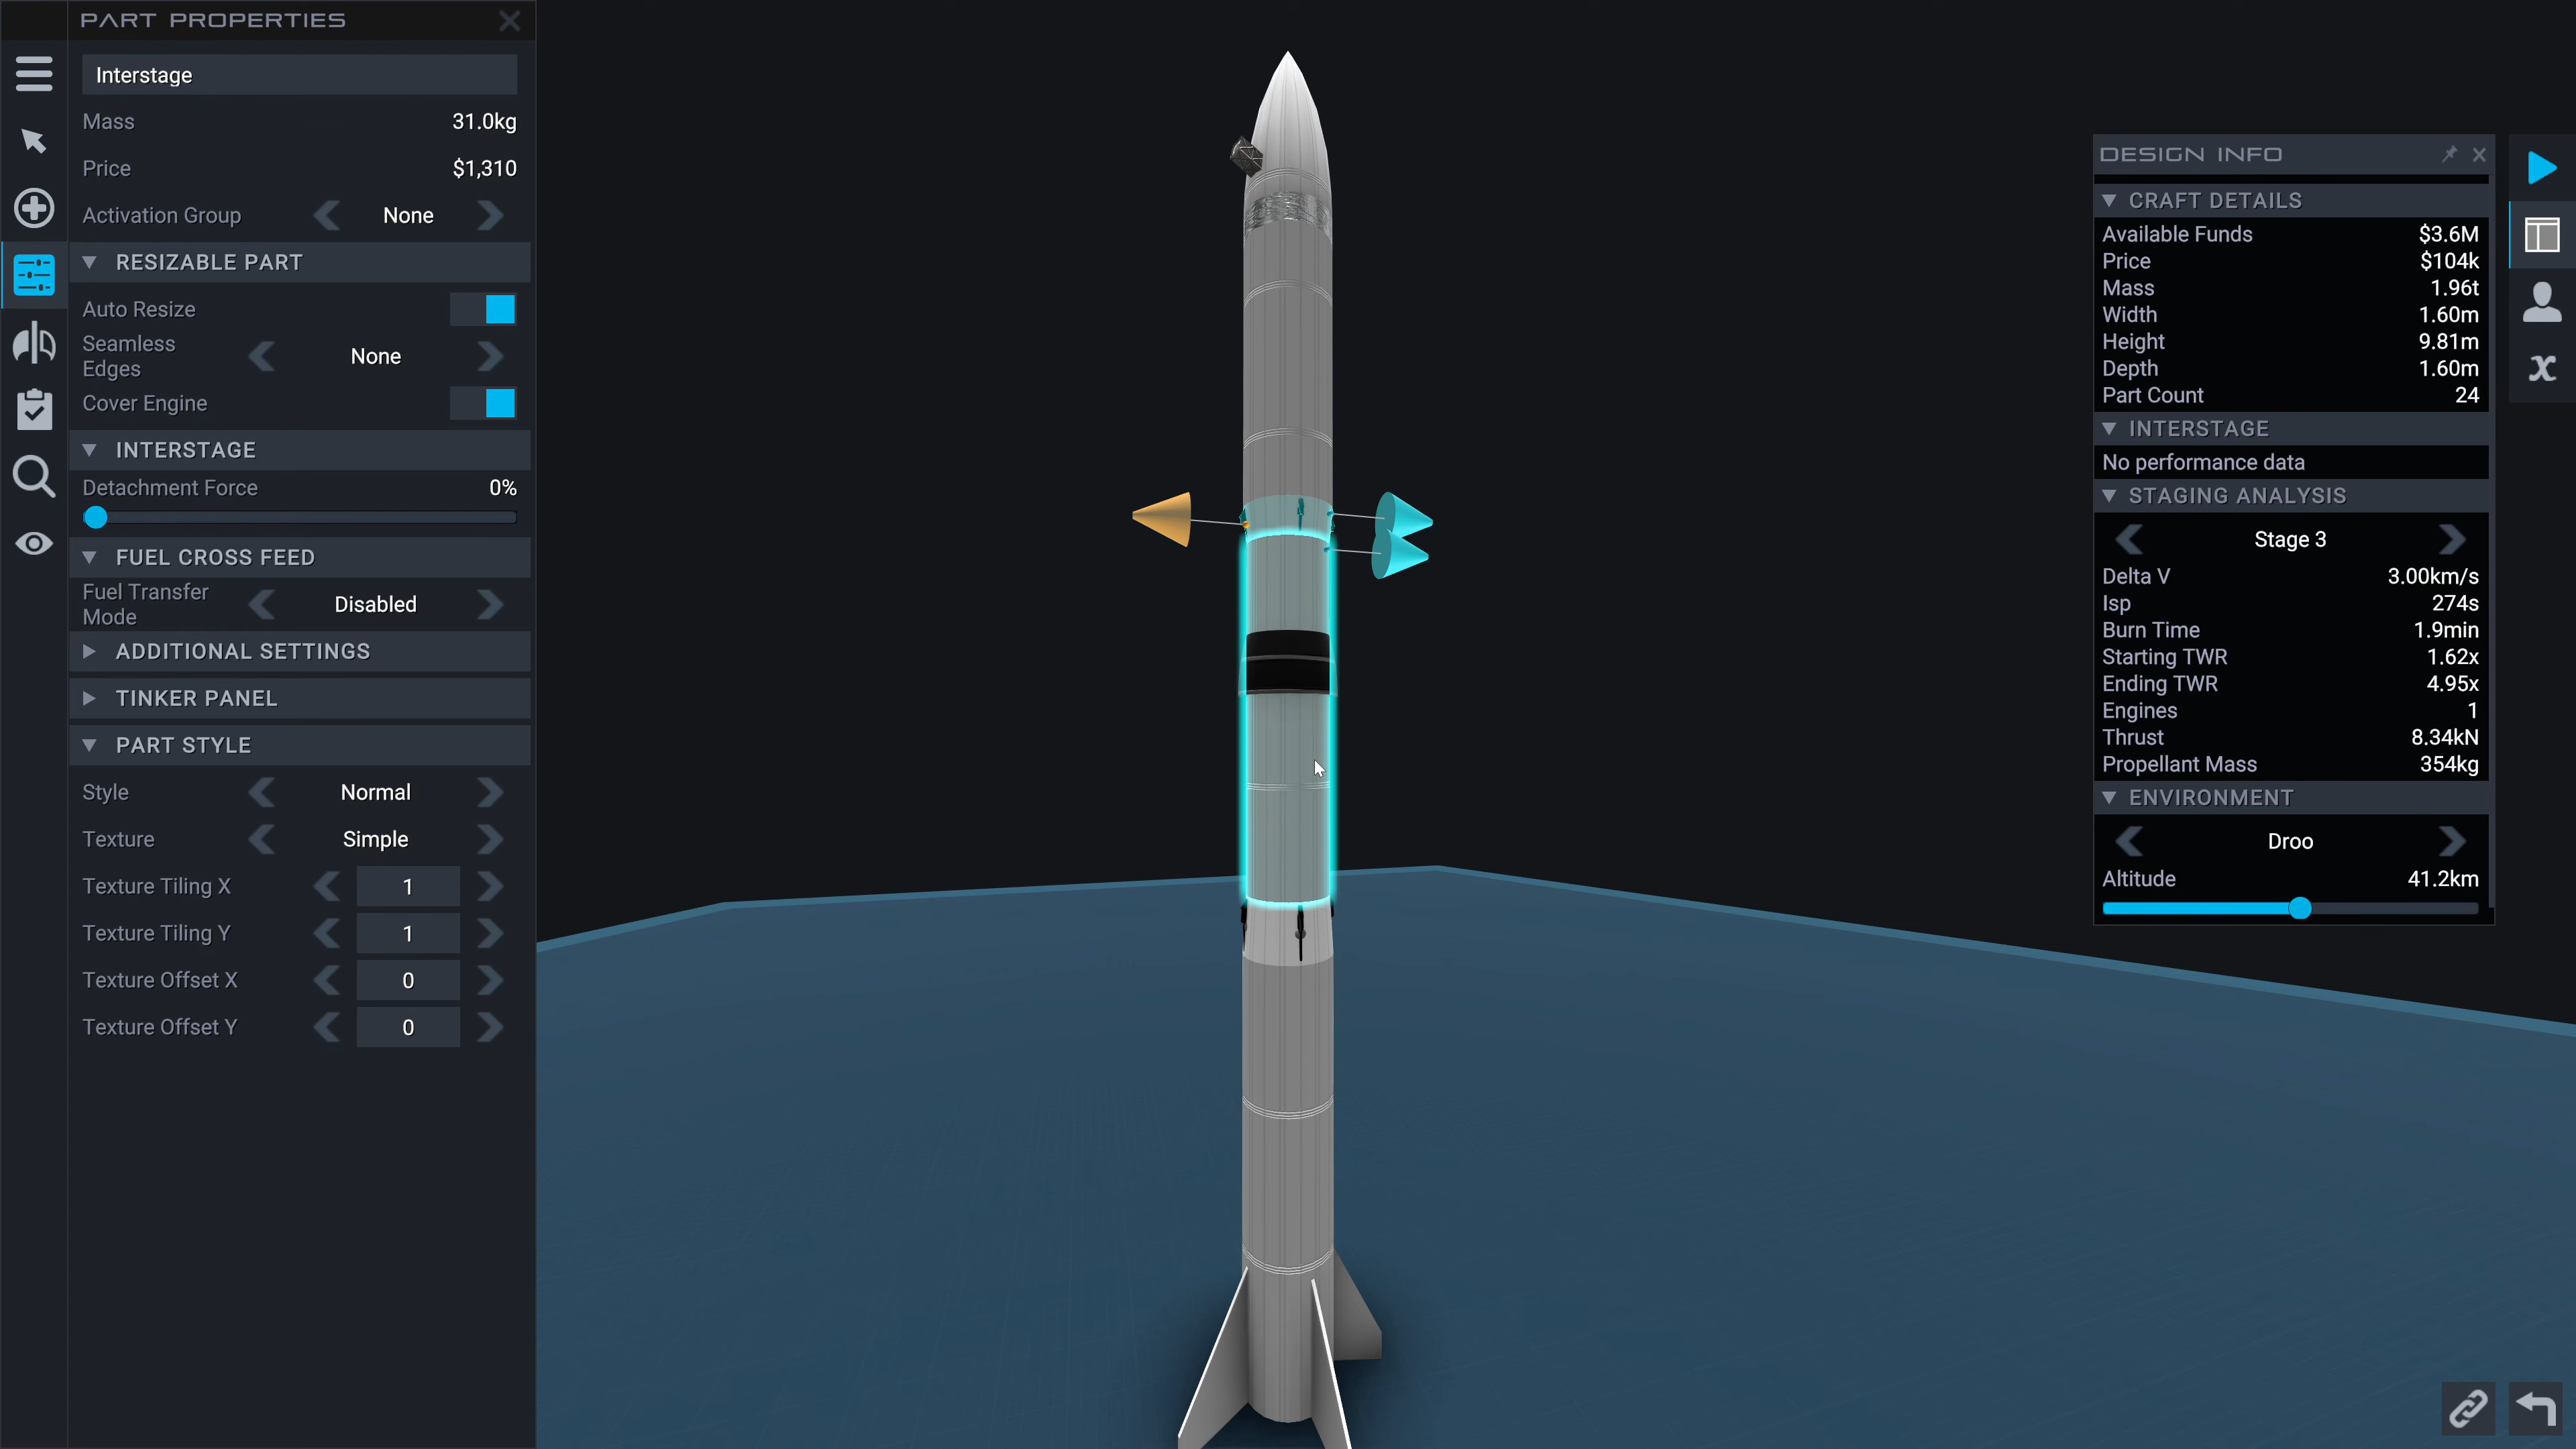 PART PROPERTIES
Interstage
Mass 31.0kg
Price $1,310
Activation Group None
RESIZABLE PART
Auto Resize
Seamless Edges None
Cover Engine
INTERSTAGE
Detachment Force 0%
FUEL CROSS FEED
Fuel Transfer Mode Disabled
ADDITIONAL SETTINGS
TINKER PANEL
PART STYLE
Style Normal
Texture Simple
Texture Tiling X 1
Texture Tiling Y 1
Texture Offset X 0
Texture Offset Y 0
DESIGN INFO
CRAFT DETAILS
Available Funds $3.6M
Price $104k
Mass 1.96t
Width 1.60m
Height 9.81m
Depth 1.60m
Part Count 24
INTERSTAGE
No performance data
STAGING ANALYSIS
Stage 3
Delta V 3.00km/s
Isp 274s
Burn Time 1.9min
Starting TWR 1.62x
Ending TWR 4.95x
Engines 1
Thrust 8.34kN
Propellant Mass 354kg
ENVIRONMENT
Droo
Altitude 41.2km
x